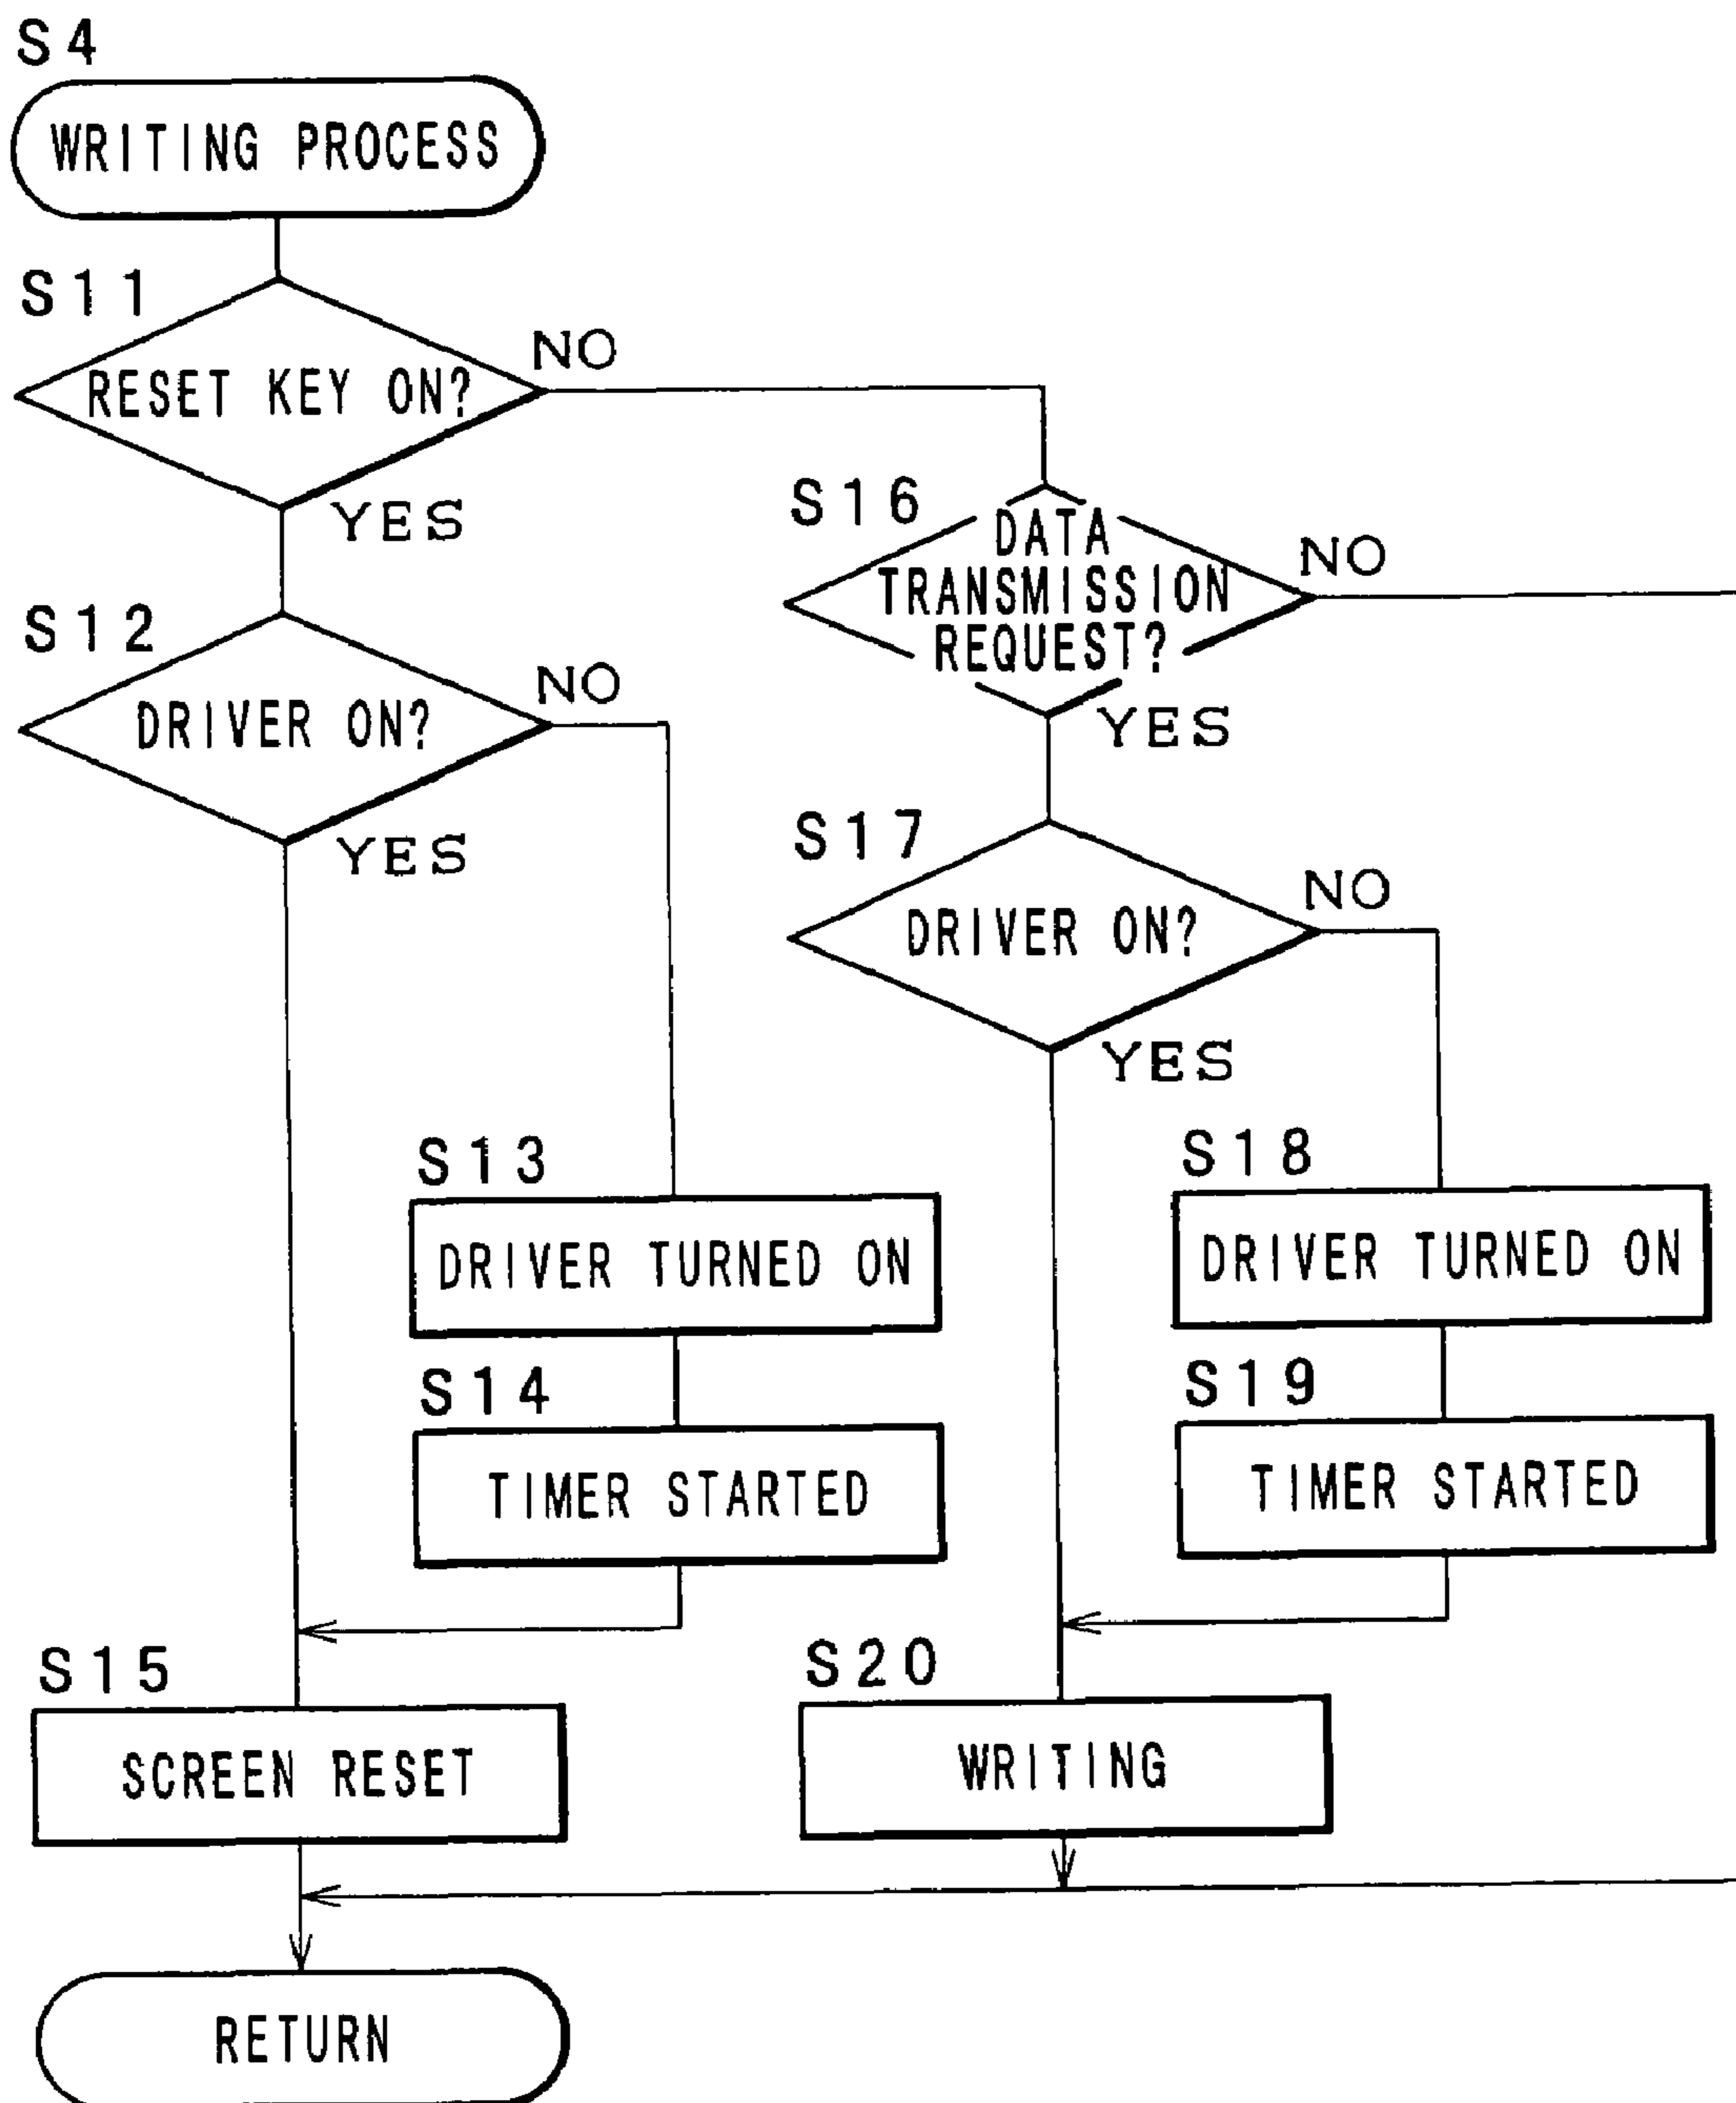 S4
WRITING PROCESS
S11
RESET KEY ON?
NO
YES
S12
DRIVER ON?
NO
YES
S13
DRIVER TURNED ON
S14
TIMER STARTED
S15
SCREEN RESET
S16
DATA
TRANSMISSION
REQUEST?
NO
YES
S17
DRIVER ON?
NO
YES
S18
DRIVER TURNED ON
S19
TIMER STARTED
S20
WRITING
RETURN